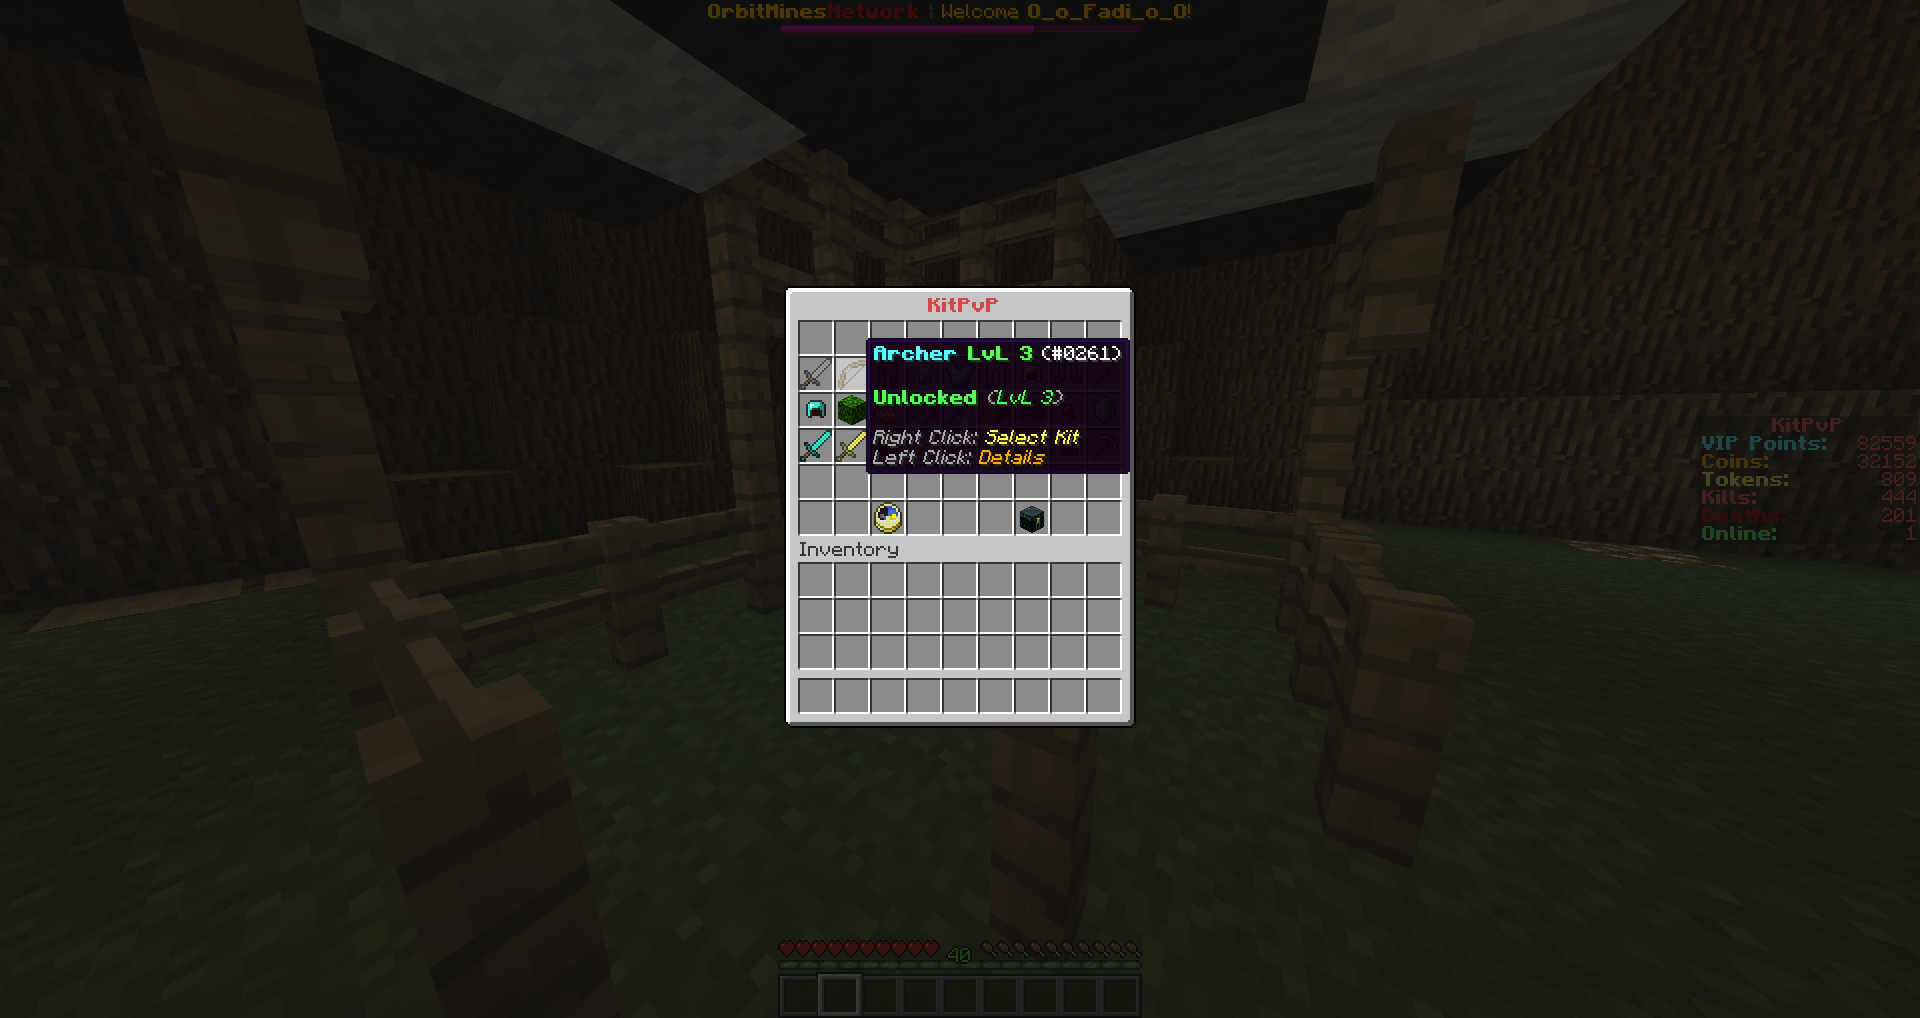 OrbitMinesNetwork | Welcome O_o_Fadi_o_O!
KitPvP
Archer LvL 3 (#0261)
Unlocked (LvL 3)
Right Click: Select Kit
Left Click: Details
Inventory
KitPvP
VIP Points: 82559
Coins: 32152
Tokens: 809
Kills: 444
Deaths: 201
Online: 1
40